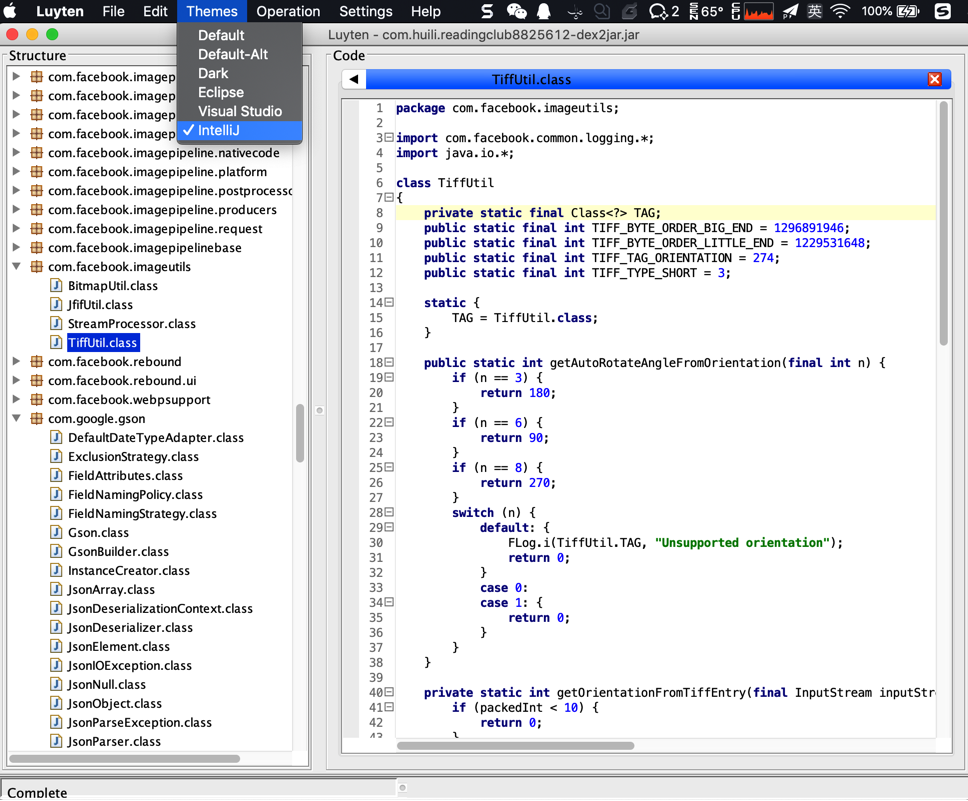 Luyten File Edit Themes Operation Settings Help 2 65° 英 100%
Default
Default-Alt
Dark
Eclipse
Visual Studio
IntelliJ
Luyten - com.huili.readingclub8825612-dex2jar.jar
Structure
com.facebook.imagep
com.facebook.imagep
com.facebook.imagep
com.facebook.imagep
com.facebook.imagepipeline.nativecode
com.facebook.imagepipeline.platform
com.facebook.imagepipeline.postprocesso
com.facebook.imagepipeline.producers
com.facebook.imagepipeline.request
com.facebook.imagepipelinebase
com.facebook.imageutils
BitmapUtil.class
JfifUtil.class
StreamProcessor.class
TiffUtil.class
com.facebook.rebound
com.facebook.rebound.ui
com.facebook.webpsupport
com.google.gson
DefaultDateTypeAdapter.class
ExclusionStrategy.class
FieldAttributes.class
FieldNamingPolicy.class
FieldNamingStrategy.class
Gson.class
GsonBuilder.class
InstanceCreator.class
JsonArray.class
JsonDeserializationContext.class
JsonDeserializer.class
JsonElement.class
JsonIOException.class
JsonNull.class
JsonObject.class
JsonParseException.class
JsonParser.class
Code
TiffUtil.class
1 package com.facebook.imageutils;
2
3 import com.facebook.common.logging.*;
4 import java.io.*;
5
6 class TiffUtil
7 {
8 private static final Class<?> TAG;
9 public static final int TIFF_BYTE_ORDER_BIG_END = 1296891946;
10 public static final int TIFF_BYTE_ORDER_LITTLE_END = 1229531648;
11 public static final int TIFF_TAG_ORIENTATION = 274;
12 public static final int TIFF_TYPE_SHORT = 3;
13
14 static {
15 TAG = TiffUtil.class;
16 }
17
18 public static int getAutoRotateAngleFromOrientation(final int n) {
19 if (n == 3) {
20 return 180;
21 }
22 if (n == 6) {
23 return 90;
24 }
25 if (n == 8) {
26 return 270;
27 }
28 switch (n) {
29 default: {
30 FLog.i(TiffUtil.TAG, "Unsupported orientation");
31 return 0;
32 }
33 case 0:
34 case 1: {
35 return 0;
36 }
37 }
38 }
39
40 private static int getOrientationFromTiffEntry(final InputStream inputStr
41 if (packedInt < 10) {
42 return 0;
43 }
Complete